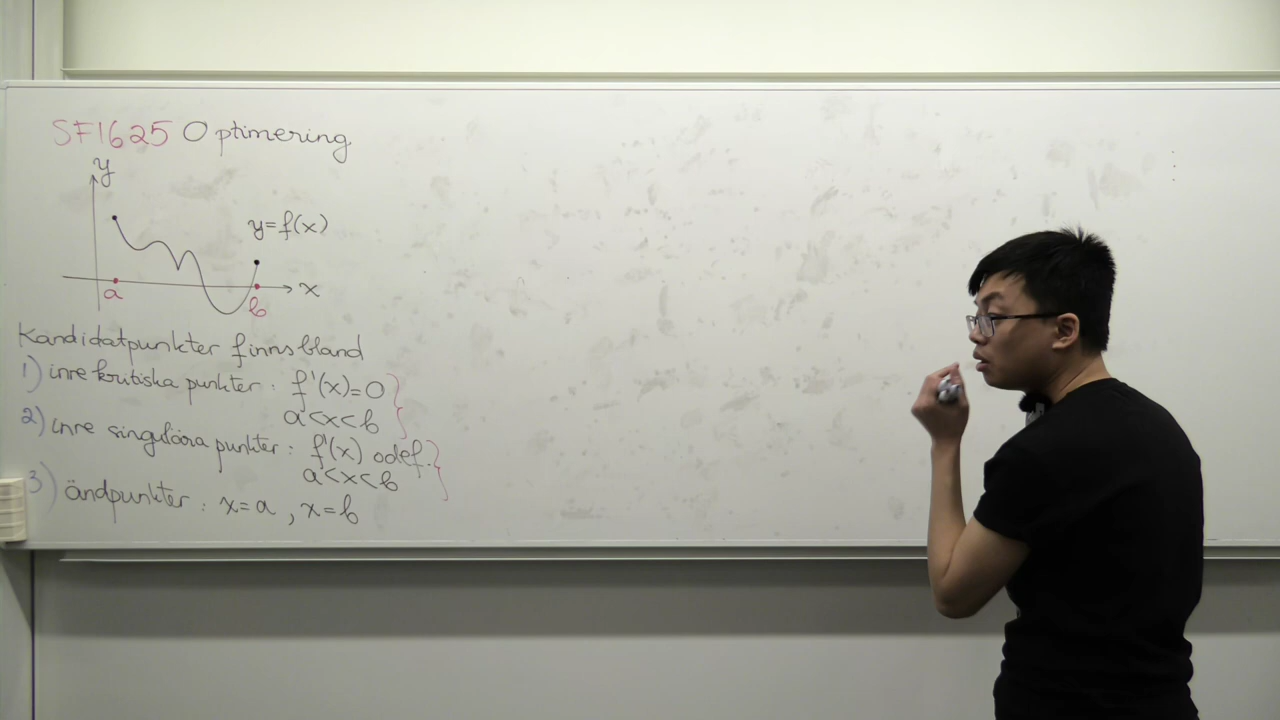 SF1625 Optimering
y
y=f(x)
a
b
x
Kandidatpunkter finns bland
1) inre kritiska punkter : f'(x)=0
a<x<b
2) inre singulära punkter : f'(x) odef.
a<x<b
3) ändpunkter : x=a , x=b